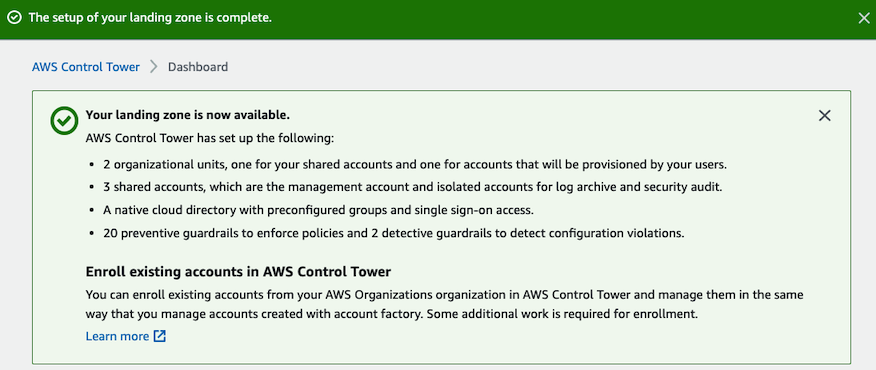 The setup of your landing zone is complete.
AWS Control Tower > Dashboard
Your landing zone is now available.
AWS Control Tower has set up the following:
• 2 organizational units, one for your shared accounts and one for accounts that will be provisioned by your users.
• 3 shared accounts, which are the management account and isolated accounts for log archive and security audit.
• A native cloud directory with preconfigured groups and single sign-on access.
• 20 preventive guardrails to enforce policies and 2 detective guardrails to detect configuration violations.
Enroll existing accounts in AWS Control Tower
You can enroll existing accounts from your AWS Organizations organization in AWS Control Tower and manage them in the same
way that you manage accounts created with account factory. Some additional work is required for enrollment.
Learn more